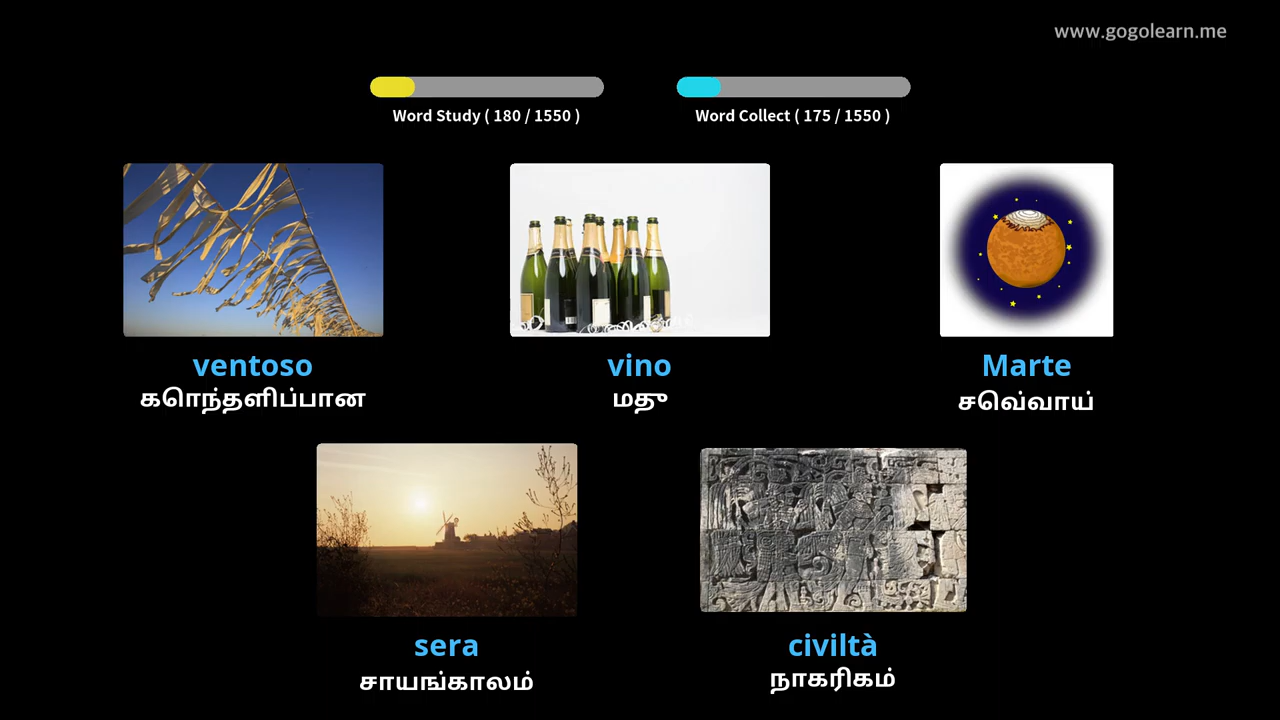 www.gogolearn.me
Word Study ( 180 / 1550 )
Word Collect ( 175 / 1550 )
ventoso
கொந்தளிப்பான
vino
மது
Marte
செவ்வாய்
sera
சாயங்காலம்
civiltà
நாகரிகம்